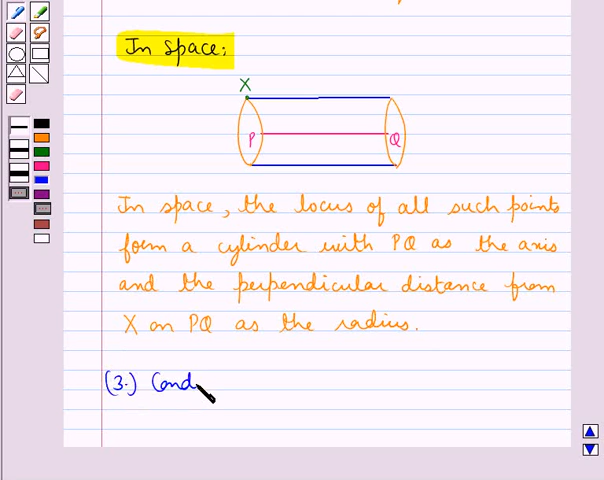 In space:
X
P
Q
In space, the locus of all such points
form a cylinder with PQ as the axis
and the perpendicular distance from
X on PQ as the radius.
(3.) Cond